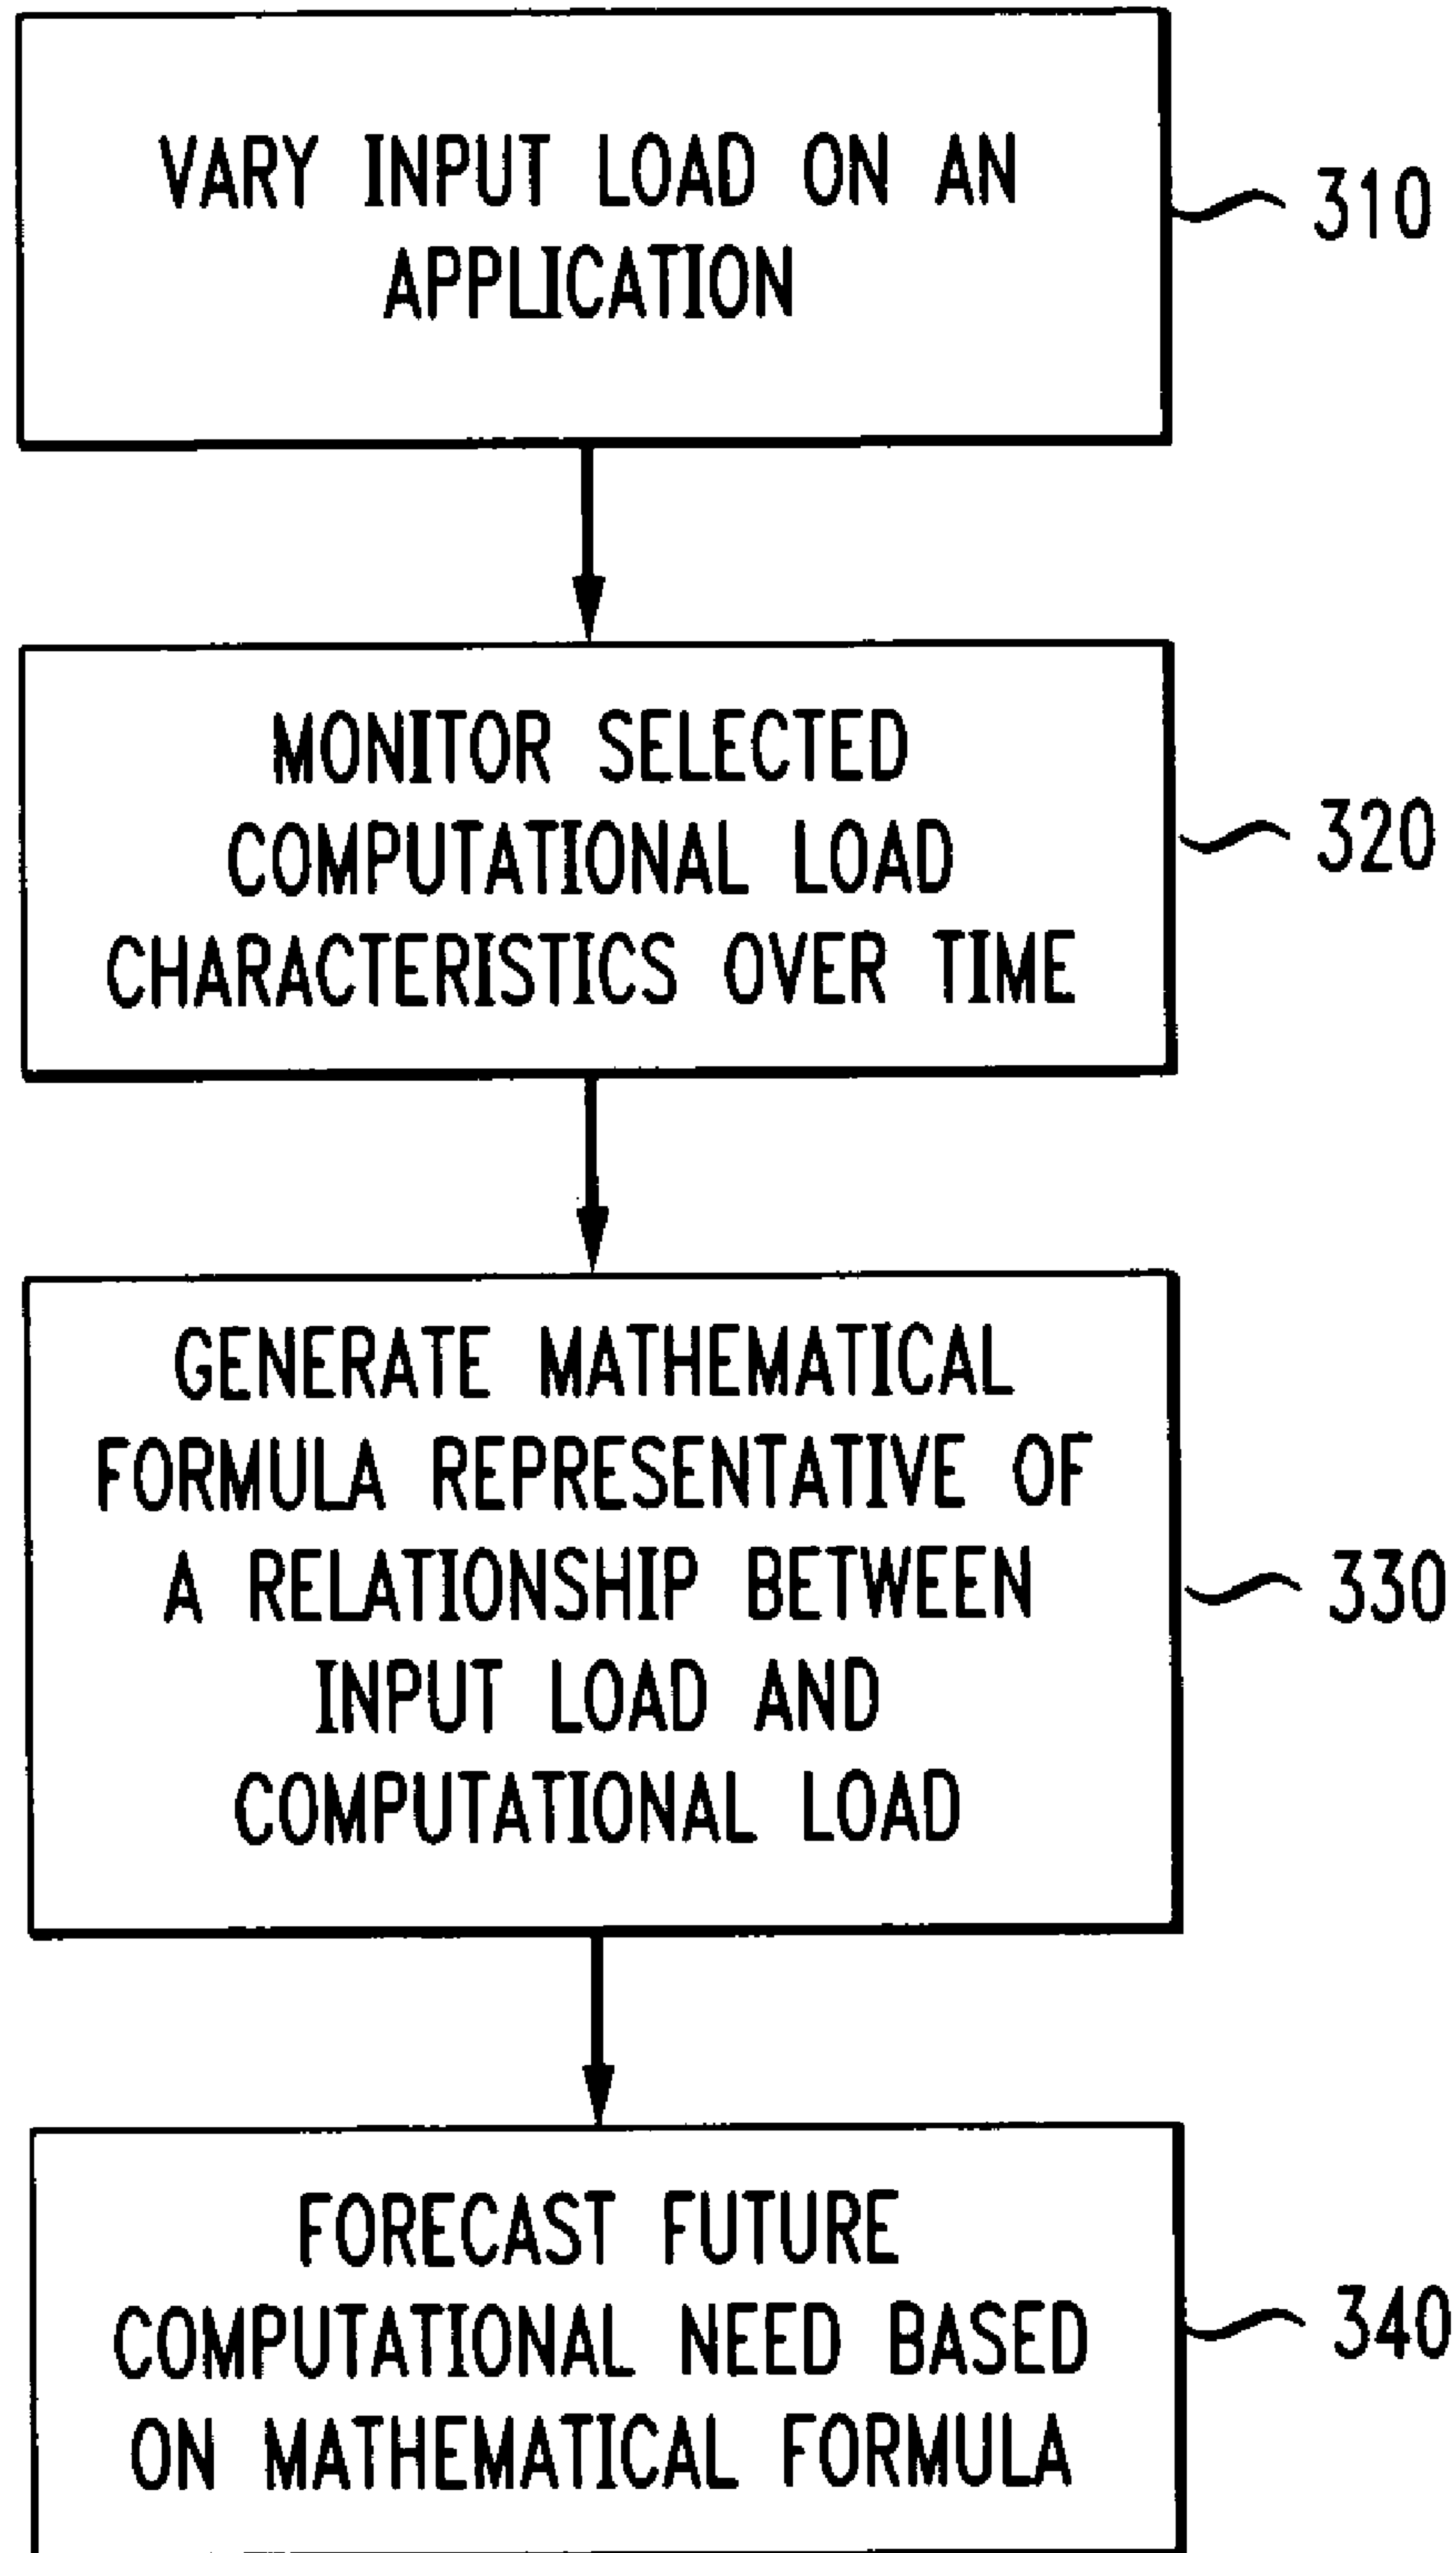 VARY INPUT LOAD ON AN
APPLICATION
310
MONITOR SELECTED
COMPUTATIONAL LOAD
CHARACTERISTICS OVER TIME
320
GENERATE MATHEMATICAL
FORMULA REPRESENTATIVE OF
A RELATIONSHIP BETWEEN
INPUT LOAD AND
COMPUTATIONAL LOAD
330
FORECAST FUTURE
COMPUTATIONAL NEED BASED
ON MATHEMATICAL FORMULA
340